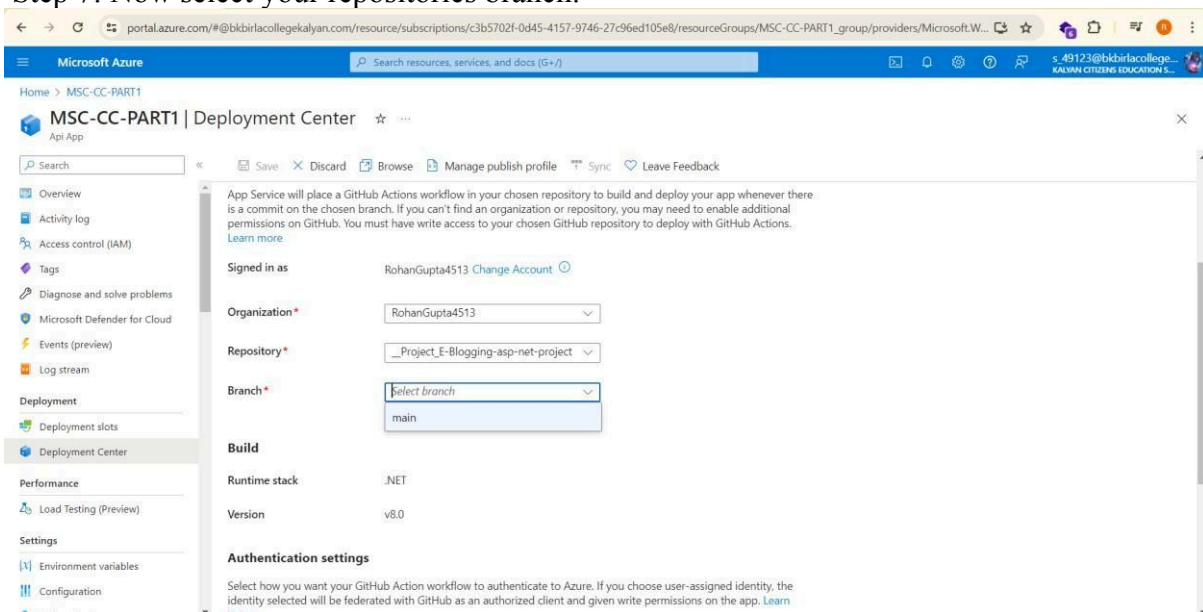 Step 7: Now select your repositories branch.
portal.azure.com/#@bkbirlacollegekalyan.com/resource/subscriptions/c3b5702f-0d45-4157-9746-27c96ed105e8/resourceGroups/MSC-CC-PART1_group/providers/Microsoft.W...
Microsoft Azure
Search resources, services, and docs (G+/)
s_49123@bkbirlacollege...
KALYAN CITIZENS EDUCATION S...
Home > MSC-CC-PART1
MSC-CC-PART1 | Deployment Center
Api App
Search
Save Discard Browse Manage publish profile Sync Leave Feedback
Overview
Activity log
Access control (IAM)
Tags
Diagnose and solve problems
Microsoft Defender for Cloud
Events (preview)
Log stream
Deployment
Deployment slots
Deployment Center
Performance
Load Testing (Preview)
Settings
Environment variables
Configuration
App Service will place a GitHub Actions workflow in your chosen repository to build and deploy your app whenever there
is a commit on the chosen branch. If you can't find an organization or repository, you may need to enable additional
permissions on GitHub. You must have write access to your chosen GitHub repository to deploy with GitHub Actions.
Learn more
Signed in as RohanGupta4513 Change Account
Organization* RohanGupta4513
Repository* __Project_E-Blogging-asp-net-project
Branch* Select branch
main
Build
Runtime stack .NET
Version v8.0
Authentication settings
Select how you want your GitHub Action workflow to authenticate to Azure. If you choose user-assigned identity, the
identity selected will be federated with GitHub as an authorized client and given write permissions on the app. Learn